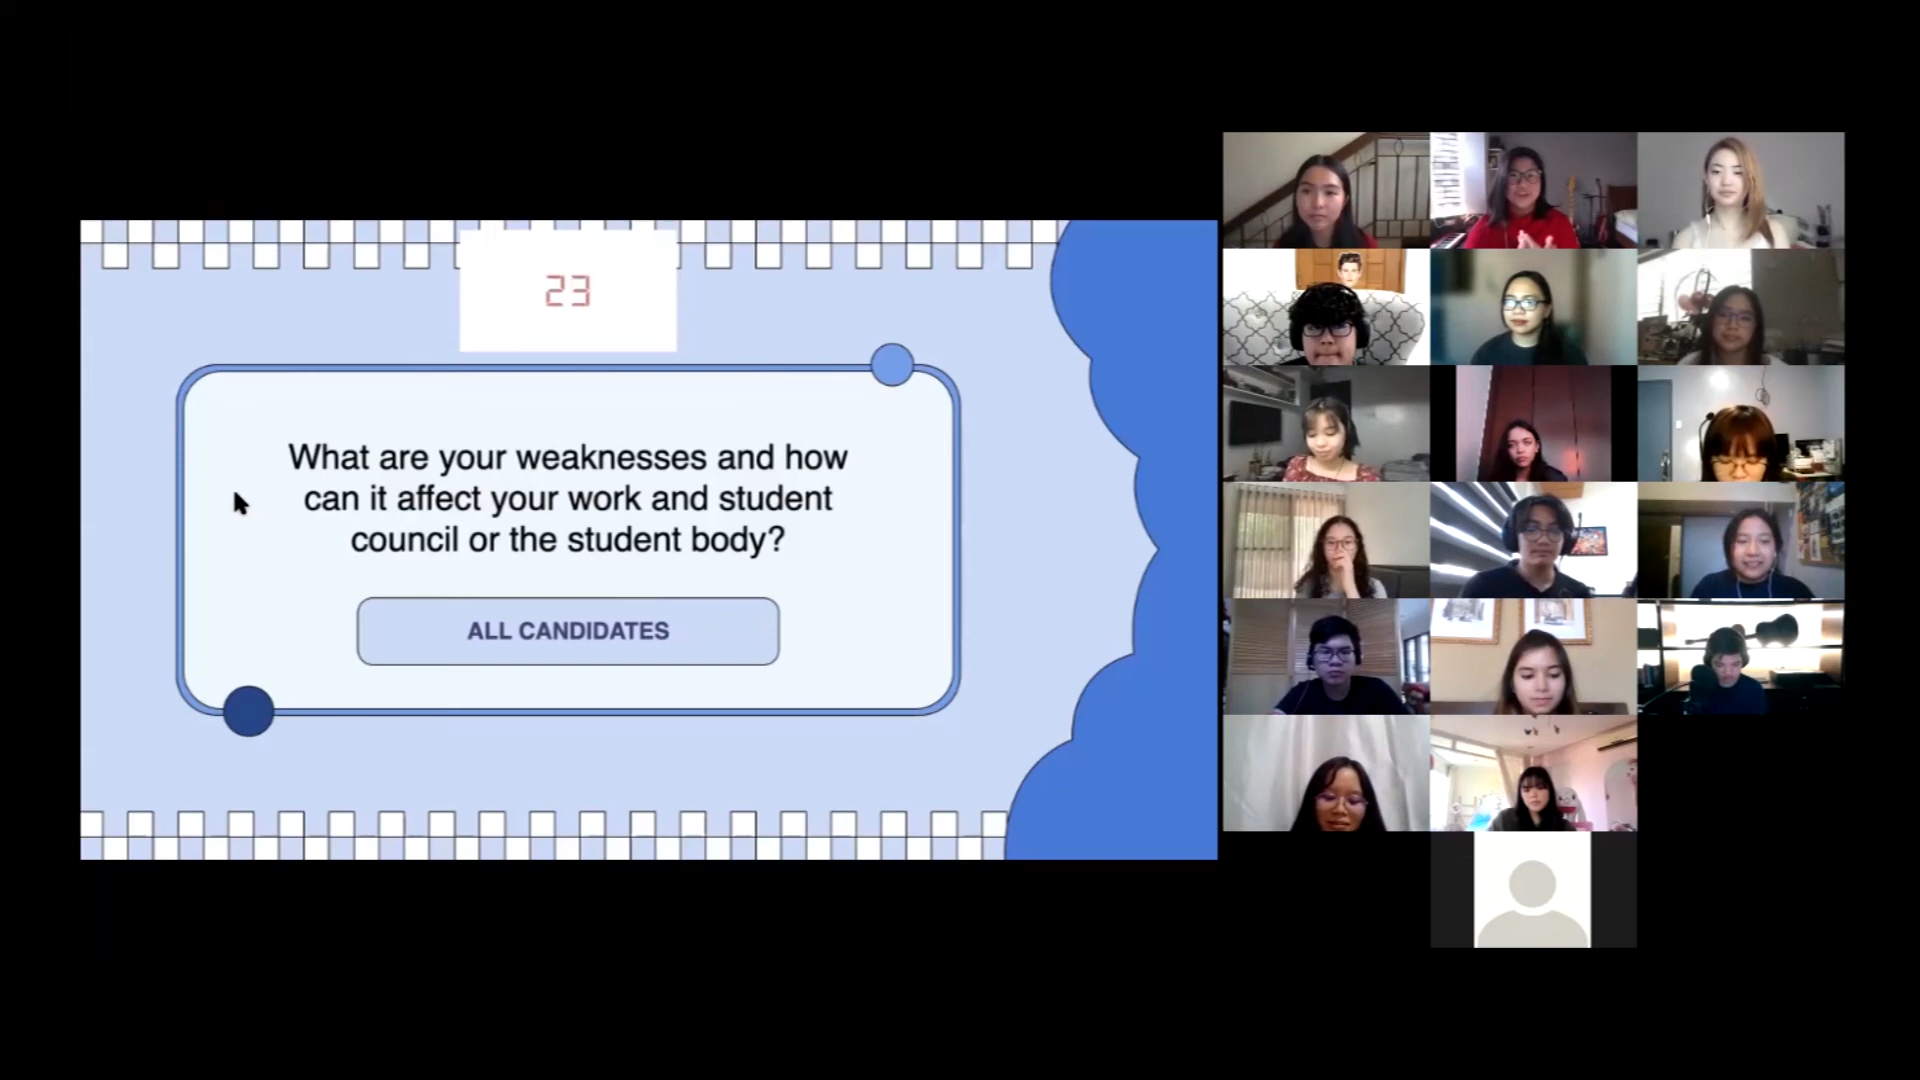 23
What are your weaknesses and how
can it affect your work and student
council or the student body?
ALL CANDIDATES